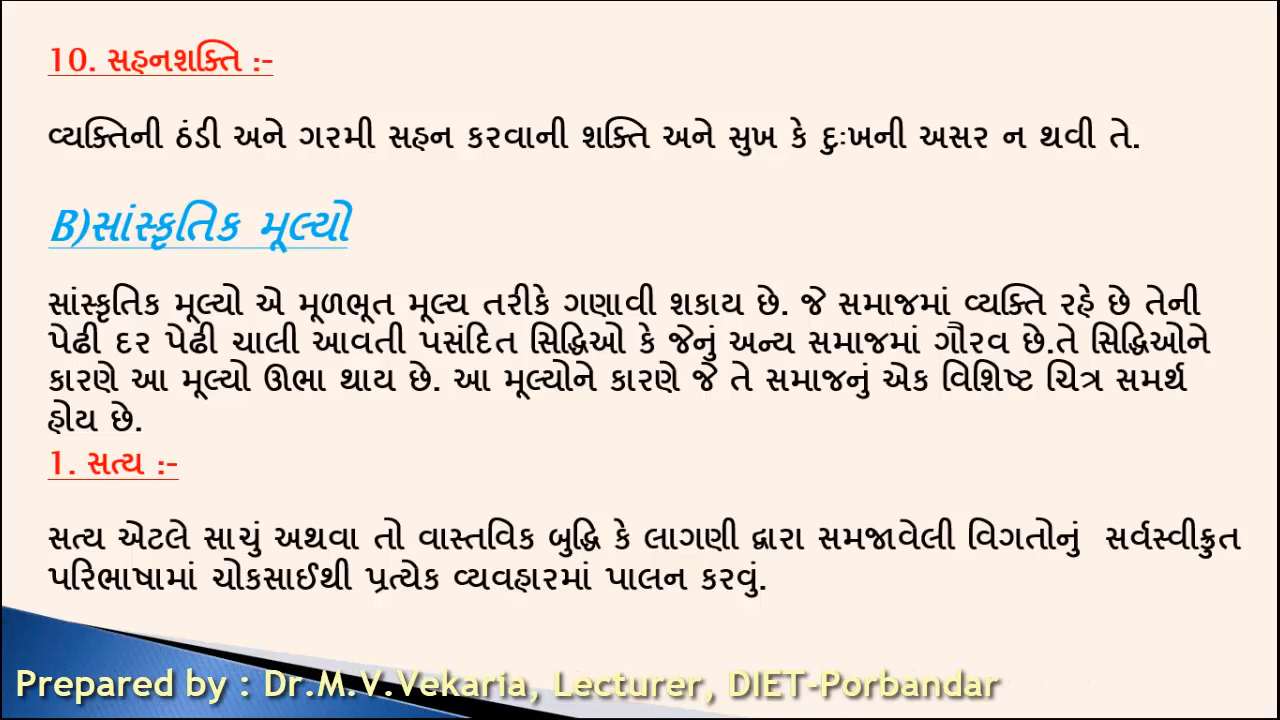 10. સહનશક્તિ :-
વ્યક્તિની ઠંડી અને ગરમી સહન કરવાની શક્તિ અને સુખ કે દુઃખની અસર ન થવી તે.
B)સાંસ્કૃતિક મૂલ્યો
સાંસ્કૃતિક મૂલ્યો એ મૂળભૂત મૂલ્ય તરીકે ગણાવી શકાય છે. જે સમાજમાં વ્યક્તિ રહે છે તેની
પેઢી દર પેઢી ચાલી આવતી પસંદિત સિદ્ધિઓ કે જેનું અન્ય સમાજમાં ગૌરવ છે.તે સિદ્ધિઓને
કારણે આ મૂલ્યો ઊભા થાય છે. આ મૂલ્યોને કારણે જે તે સમાજનું એક વિશિષ્ટ ચિત્ર સમર્થ
હોય છે.
1. સત્ય :-
સત્ય એટલે સાચું અથવા તો વાસ્તવિક બુદ્ધિ કે લાગણી દ્વારા સમજાવેલી વિગતોનું સર્વસ્વીક્રુત
પરિભાષામાં ચોકસાઈથી પ્રત્યેક વ્યવહારમાં પાલન કરવું.
Prepared by : Dr.M.V.Vekaria, Lecturer, DIET-Porbandar